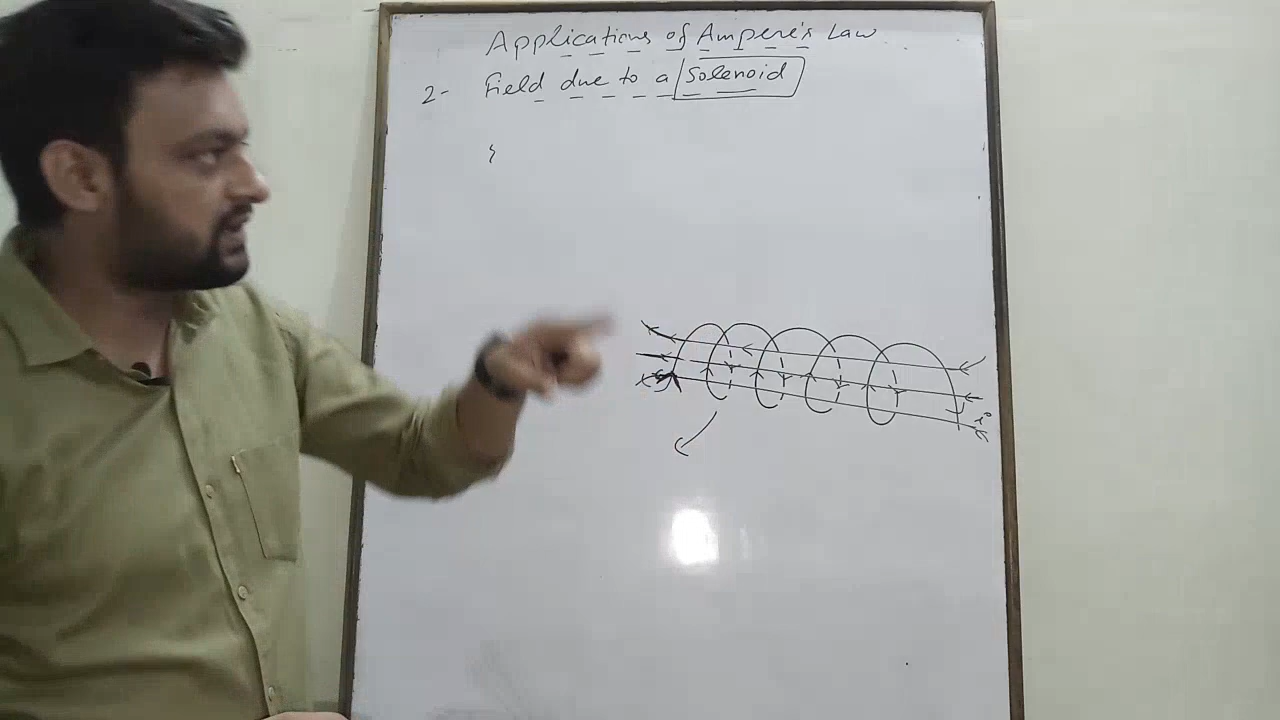 Applications of Ampere's Law
2- Field due to a Solenoid
i